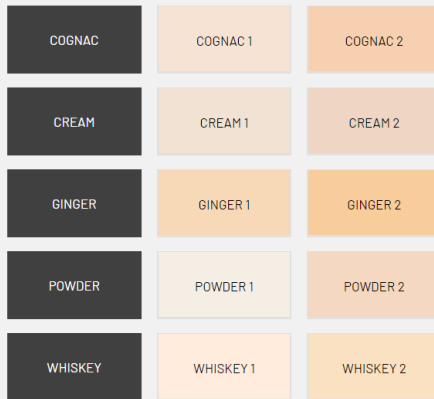 COGNAC COGNAC 1 COGNAC 2
CREAM CREAM 1 CREAM 2
GINGER GINGER 1 GINGER 2
POWDER POWDER 1 POWDER 2
WHISKEY WHISKEY 1 WHISKEY 2